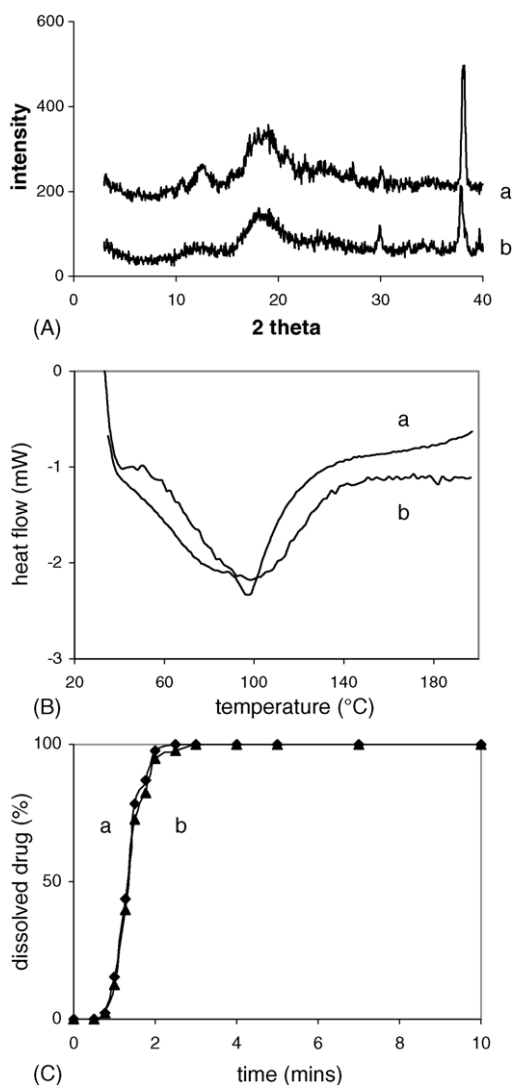 600
400
200
0
intensity
a
b
0 10 20 30 40
2 theta
(A)
0
-1
-2
-3
heat flow (mW)
a
b
20 60 100 140 180
temperature (°C)
(B)
100
50
0
dissolved drug (%)
a b
0 2 4 6 8 10
time (mins)
(C)